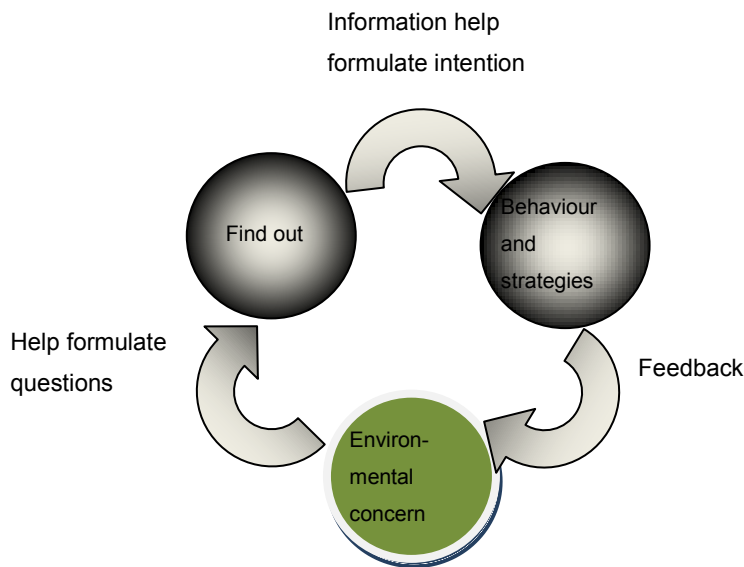 Information help
formulate intention
Find out
Behaviour
and
strategies
Help formulate
questions
Feedback
Environ-
mental
concern